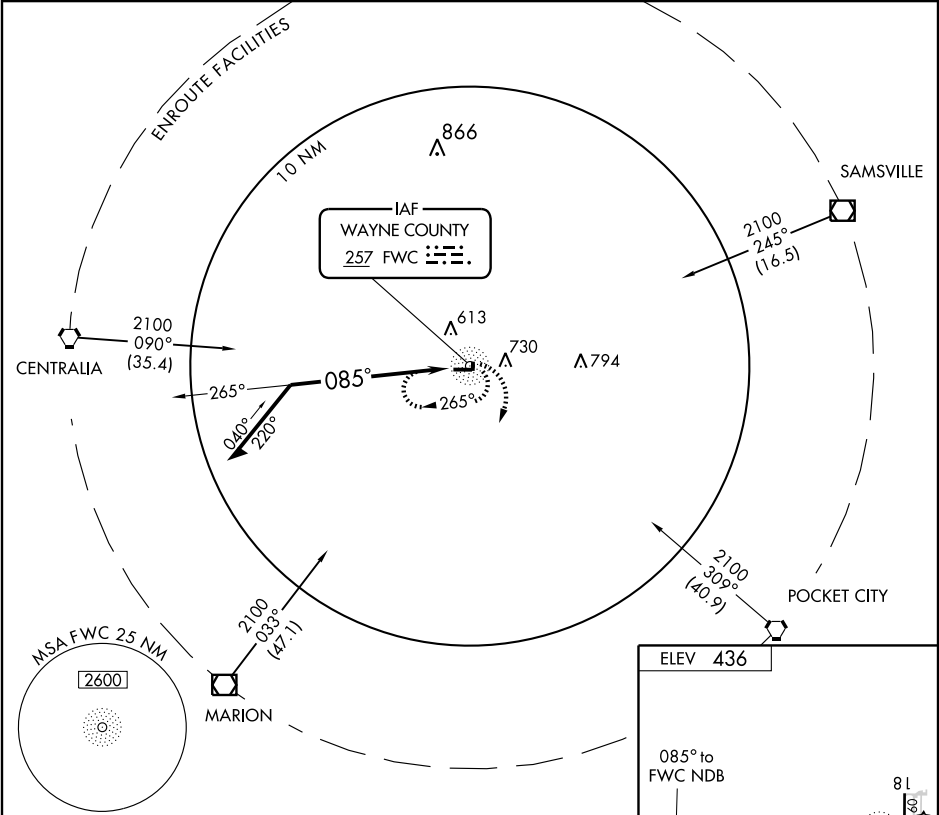 ENROUTE FACILITIES
10 NM
866
SAMSVILLE
2100
245°
(16.5)
IAF
WAYNE COUNTY
257 FWC
613
730
794
2100
090°
(35.4)
CENTRALIA
265°
085°
265°
040°
220°
2100
309°
(40.9)
POCKET CITY
2100
033°
(47.1)
MARION
MSA FWC 25 NM
2600
ELEV 436
085° to
FWC NDB
18